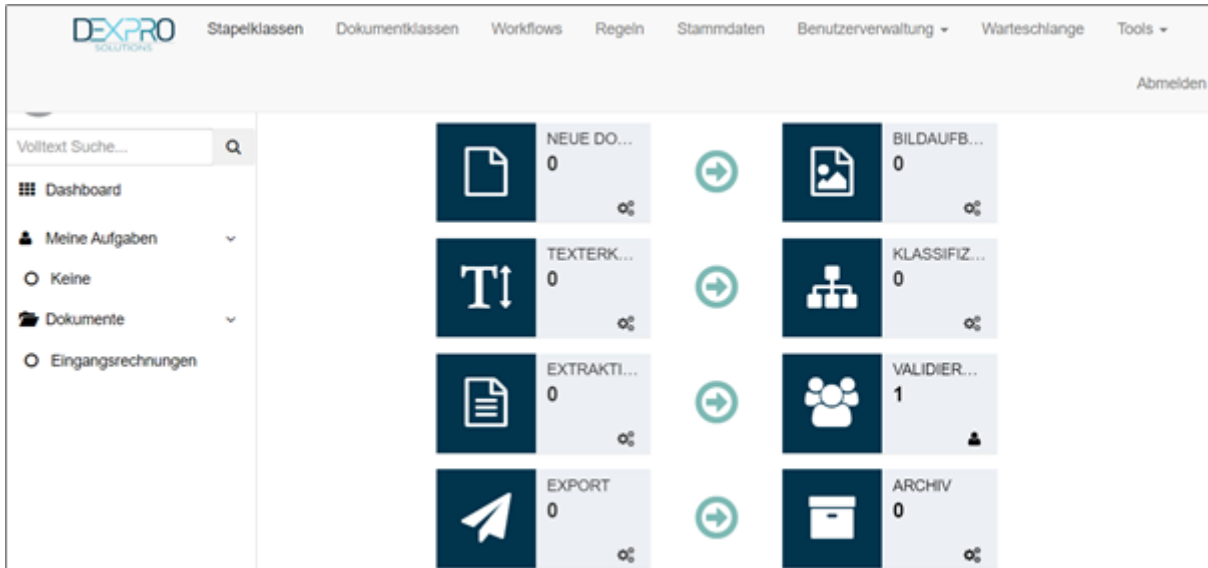 DEXPRO
SOLUTIONS
Stapelklassen Dokumentklassen Workflows Regeln Stammdaten Benutzerverwaltung Warteschlange Tools
Abmelden
Volltext Suche...
Dashboard
Meine Aufgaben
Keine
Dokumente
Eingangsrechnungen
NEUE DO...
0
BILDAUFB...
0
TEXTERK...
0
KLASSIFIZ...
0
EXTRAKTI...
0
VALIDIER...
1
EXPORT
0
ARCHIV
0